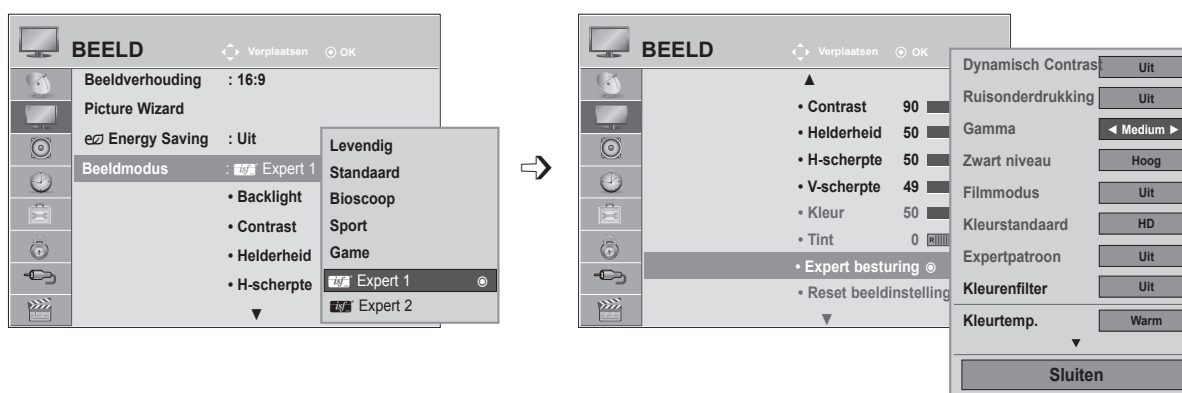 BEELD
Verplaatsen
OK
Beeldverhouding : 16:9
Picture Wizard
Energy Saving : Uit
Beeldmodus : isf Expert 1
• Backlight
• Contrast
• Helderheid
• H-scherpte
▼
Levendig
Standaard
Bioscoop
Sport
Game
isf Expert 1
isf Expert 2
BEELD
Verplaatsen
OK
▲
• Contrast 90
• Helderheid 50
• H-scherpte 50
• V-scherpte 49
• Kleur 50
• Tint 0 R
• Expert besturing
• Reset beeldinstelling
▼
Dynamisch Contrast Uit
Ruisonderdrukking Uit
Gamma ◀ Medium ▶
Zwart niveau Hoog
Filmmodus Uit
Kleurstandaard HD
Expertpatroon Uit
Kleurenfilter Uit
Kleurtemp. Warm
▼
Sluiten